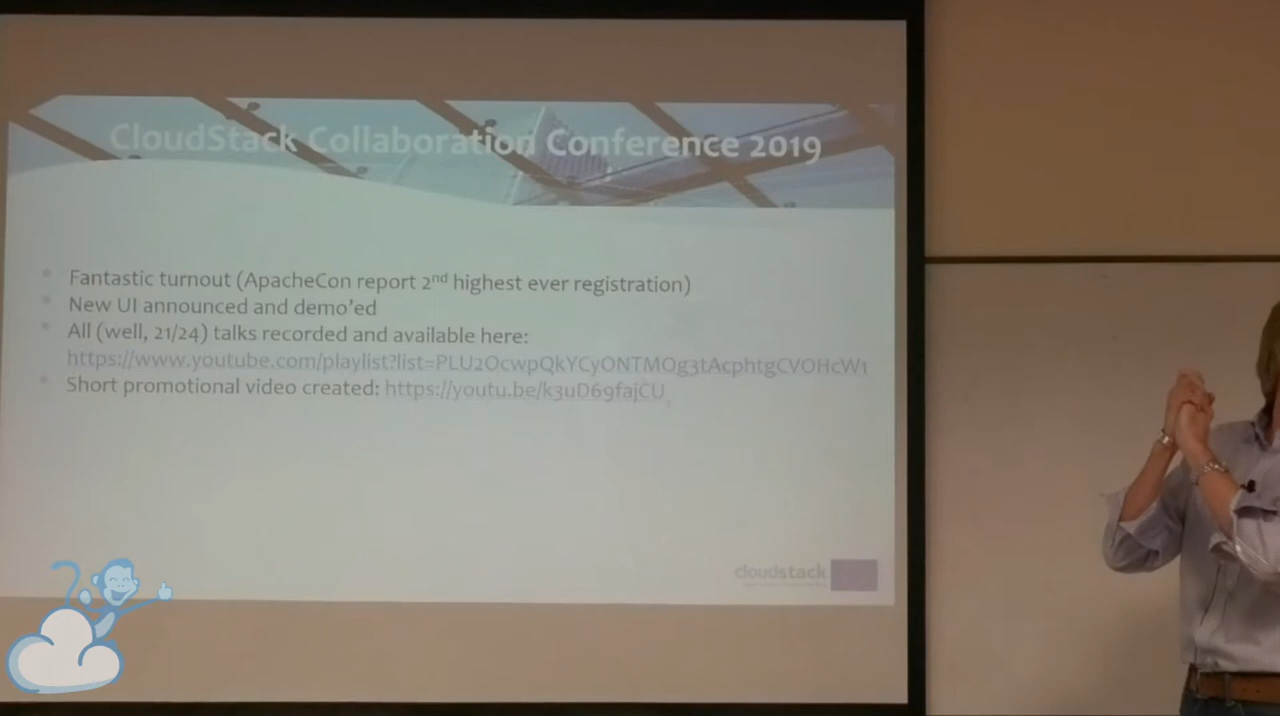 CloudStack Collaboration Conference 2019
Fantastic turnout (ApacheCon report 2nd highest ever registration)
New UI announced and demo'ed
All (well, 21/24) talks recorded and available here:
https://www.youtube.com/playlist?list=PLU2OcwpQkYCyONTMOg3tAcphtgCVOHcW1
Short promotional video created: https://youtu.be/k3uD69fajCU
cloudstack